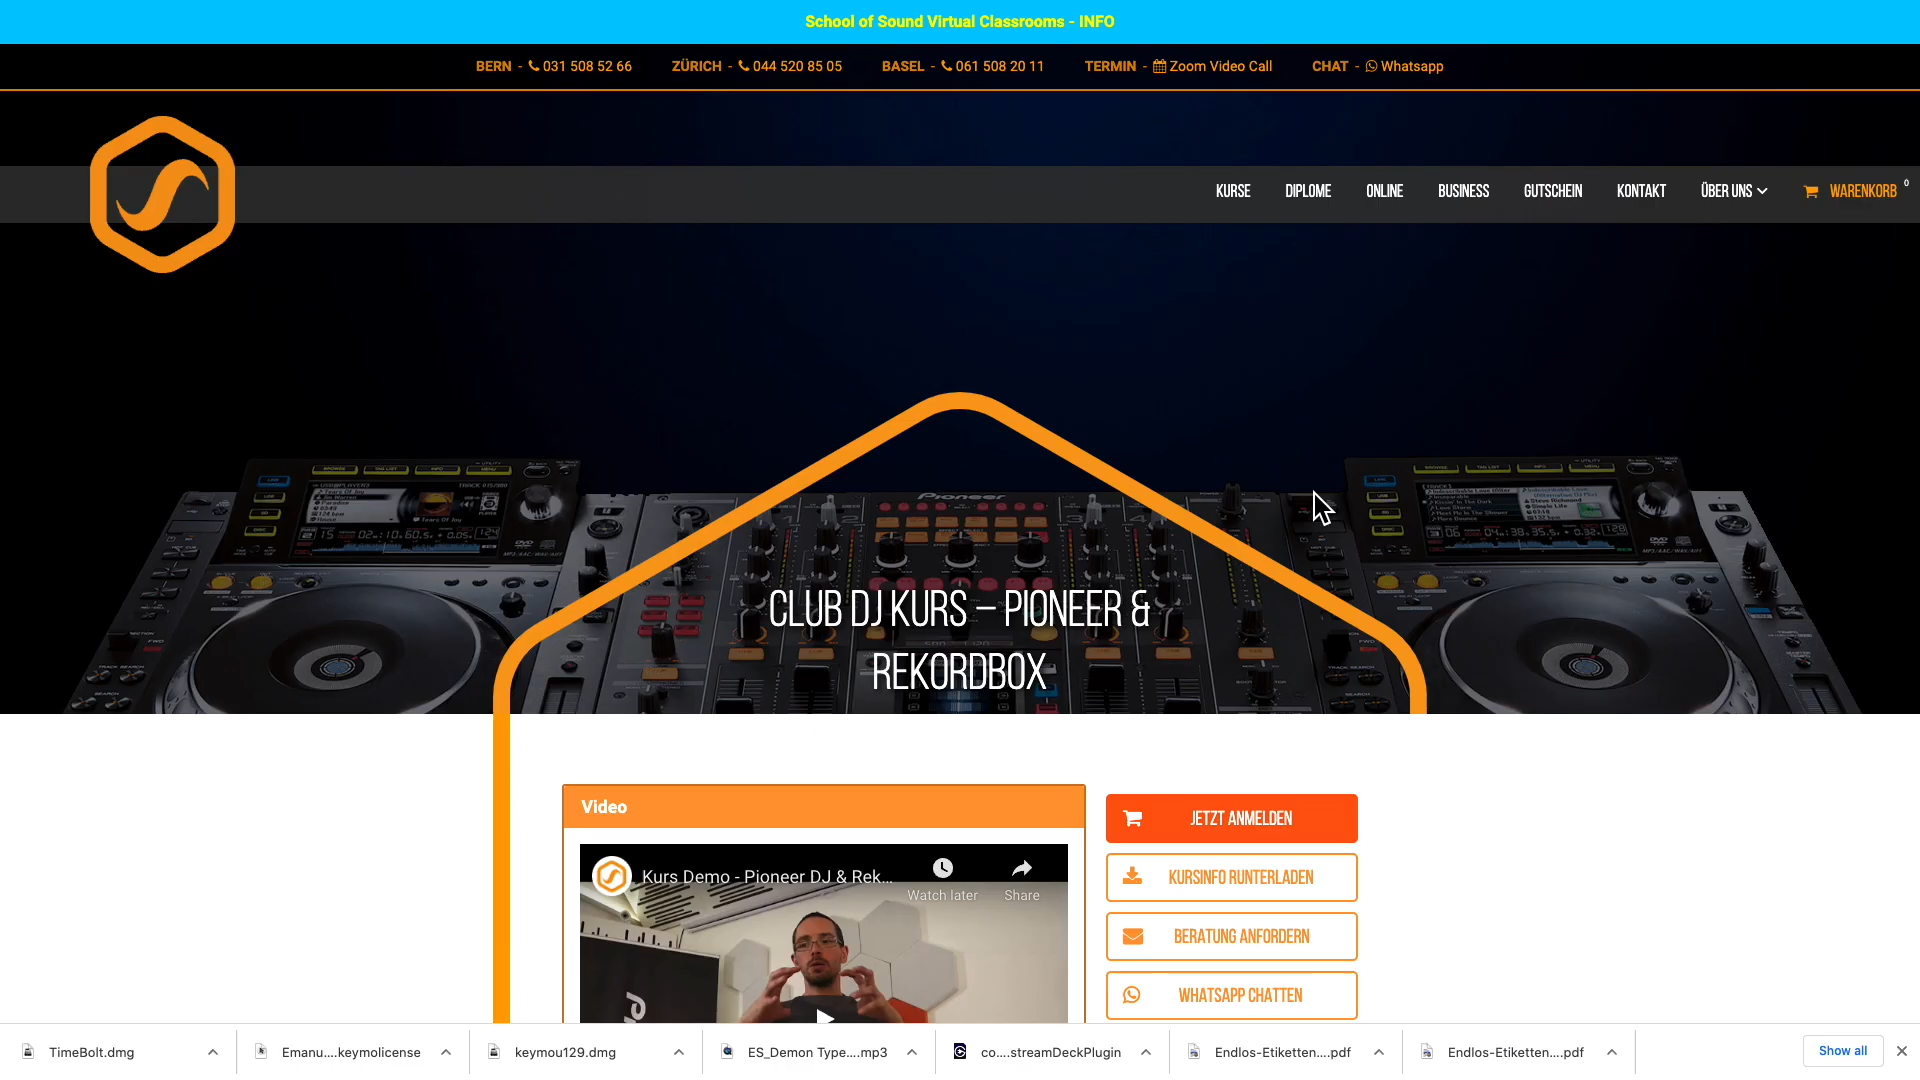 School of Sound Virtual Classrooms - INFO
BERN - 031 508 52 66 ZÜRICH - 044 520 85 05 BASEL - 061 508 20 11 TERMIN - Zoom Video Call CHAT - Whatsapp
KURSE DIPLOME ONLINE BUSINESS GUTSCHEIN KONTAKT ÜBER UNS WARENKORB 0
Pioneer
CLUB DJ KURS – PIONEER &
REKORDBOX
Video
JETZT ANMELDEN
Kurs Demo - Pioneer DJ & Rek...
Watch later Share
KURSINFO RUNTERLADEN
BERATUNG ANFORDERN
WHATSAPP CHATTEN
TimeBolt.dmg Emanu....keymolicense keymou129.dmg ES_Demon Type....mp3 co....streamDeckPlugin Endlos-Etiketten....pdf Endlos-Etiketten....pdf Show all